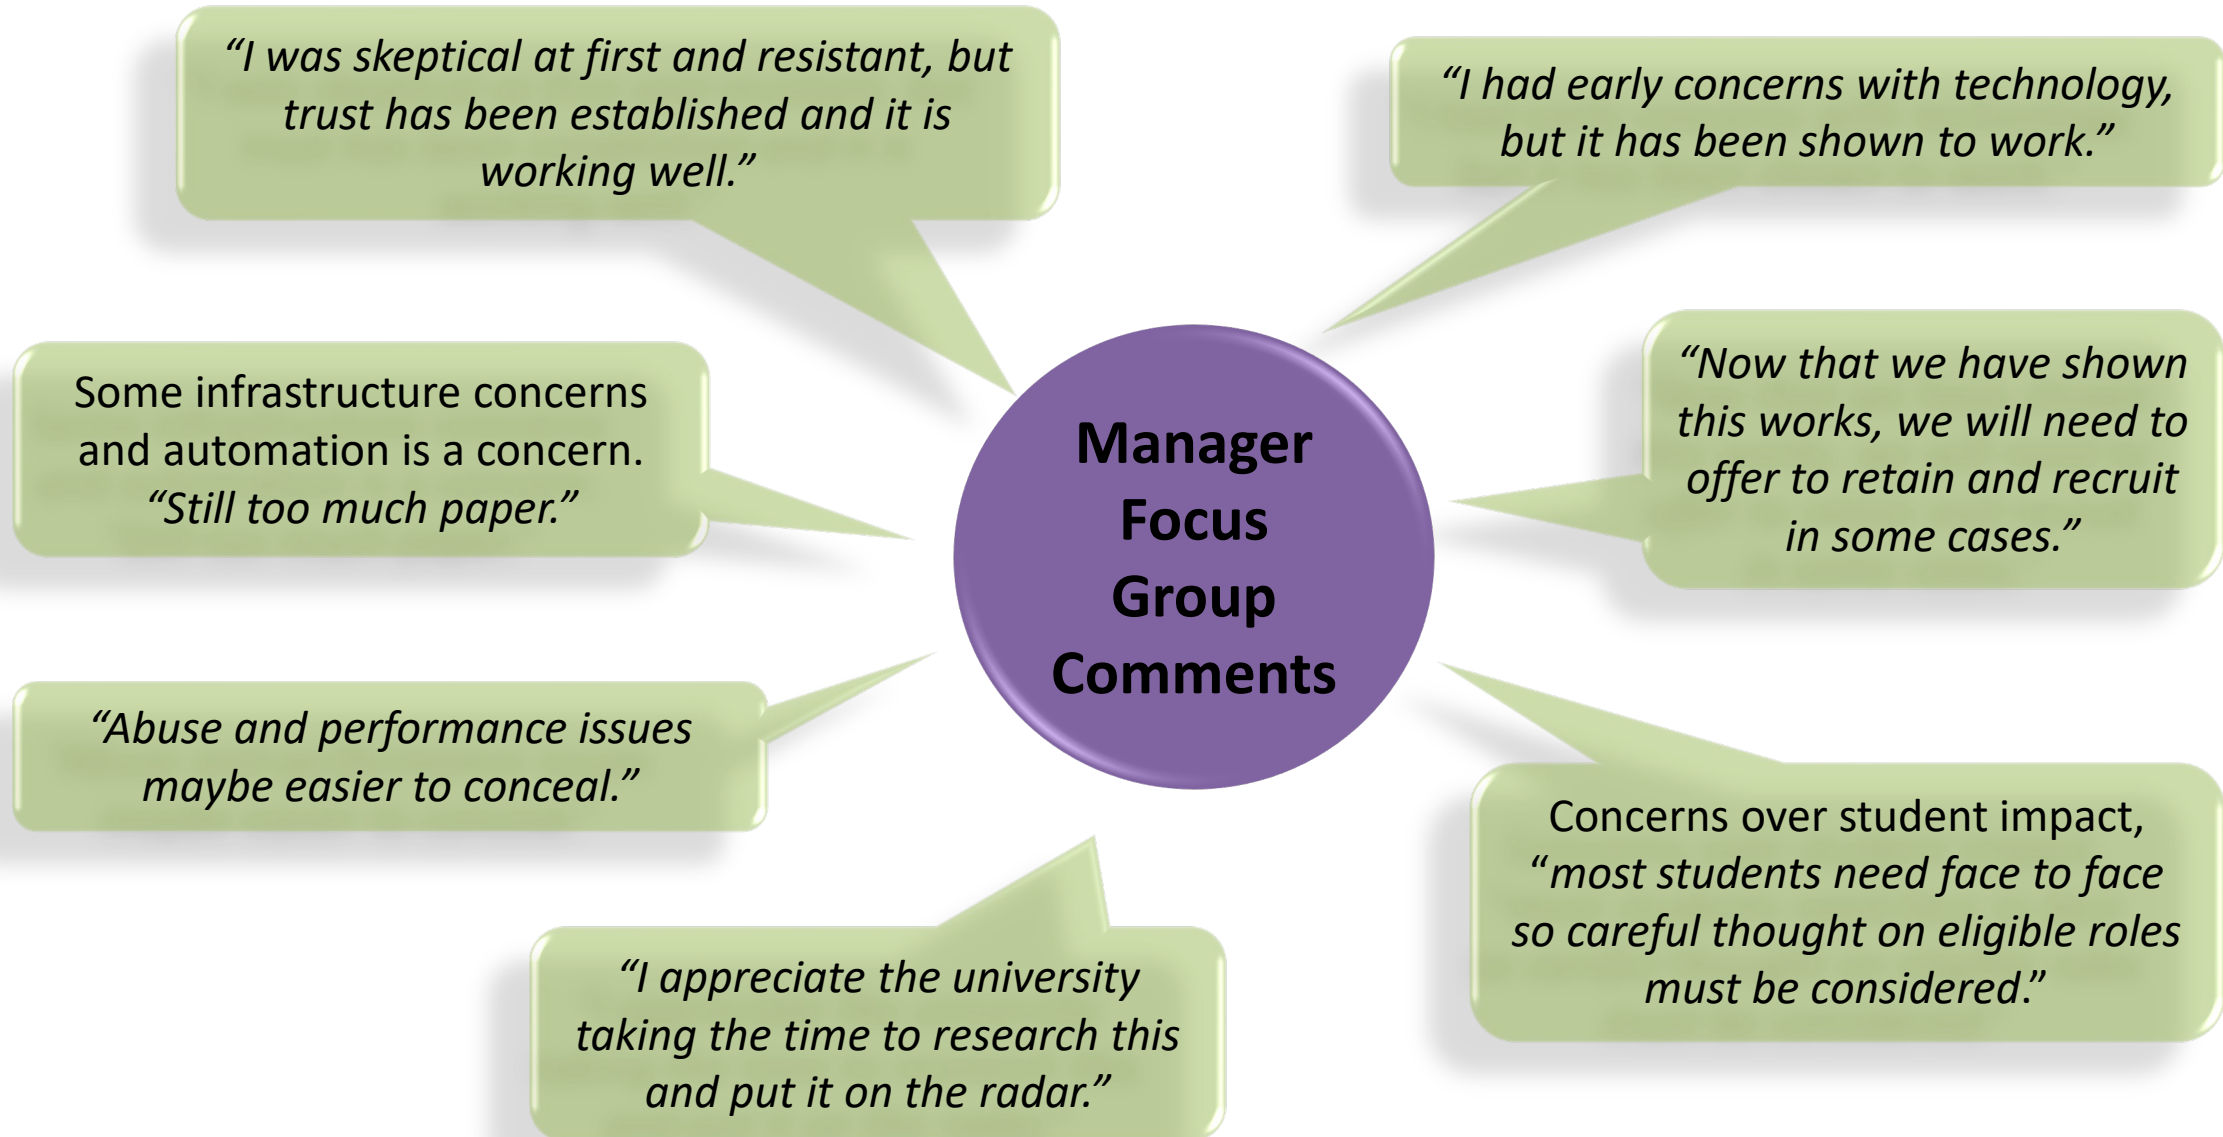 “I was skeptical at first and resistant, but
trust has been established and it is
working well.”
“I had early concerns with technology,
but it has been shown to work.”
Some infrastructure concerns
and automation is a concern.
“Still too much paper.”
“Now that we have shown
this works, we will need to
offer to retain and recruit
in some cases.”
Manager
Focus
Group
Comments
“Abuse and performance issues
maybe easier to conceal.”
Concerns over student impact,
“most students need face to face
so careful thought on eligible roles
must be considered.”
“I appreciate the university
taking the time to research this
and put it on the radar.”